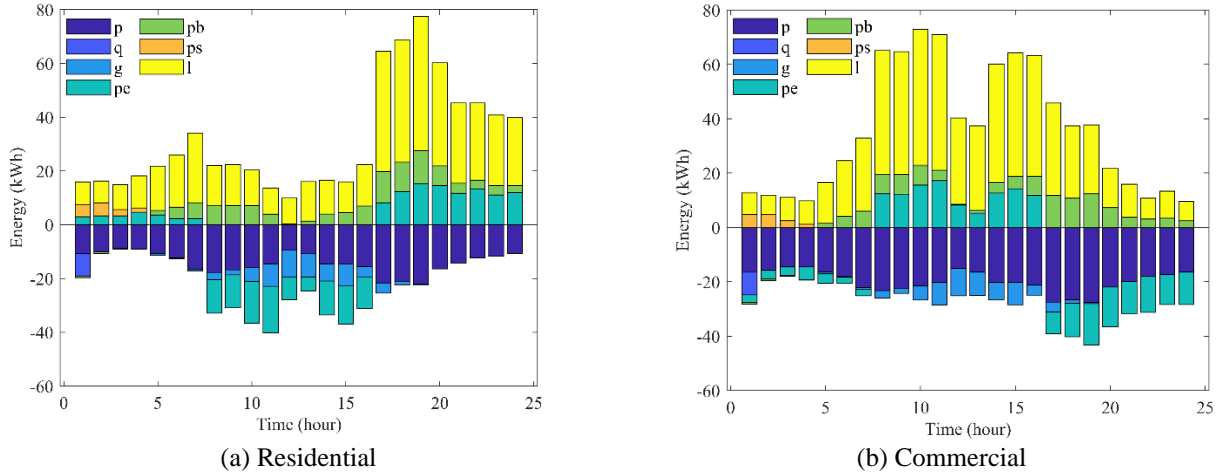 80
60
40
20
0
-20
-40
-60
Energy (kWh)
p
q
g
pe
pb
ps
l
0 5 10 15 20 25
Time (hour)
(a) Residential
80
60
40
20
0
-20
-40
-60
Energy (kWh)
p
q
g
pe
pb
ps
l
0 5 10 15 20 25
Time (hour)
(b) Commercial